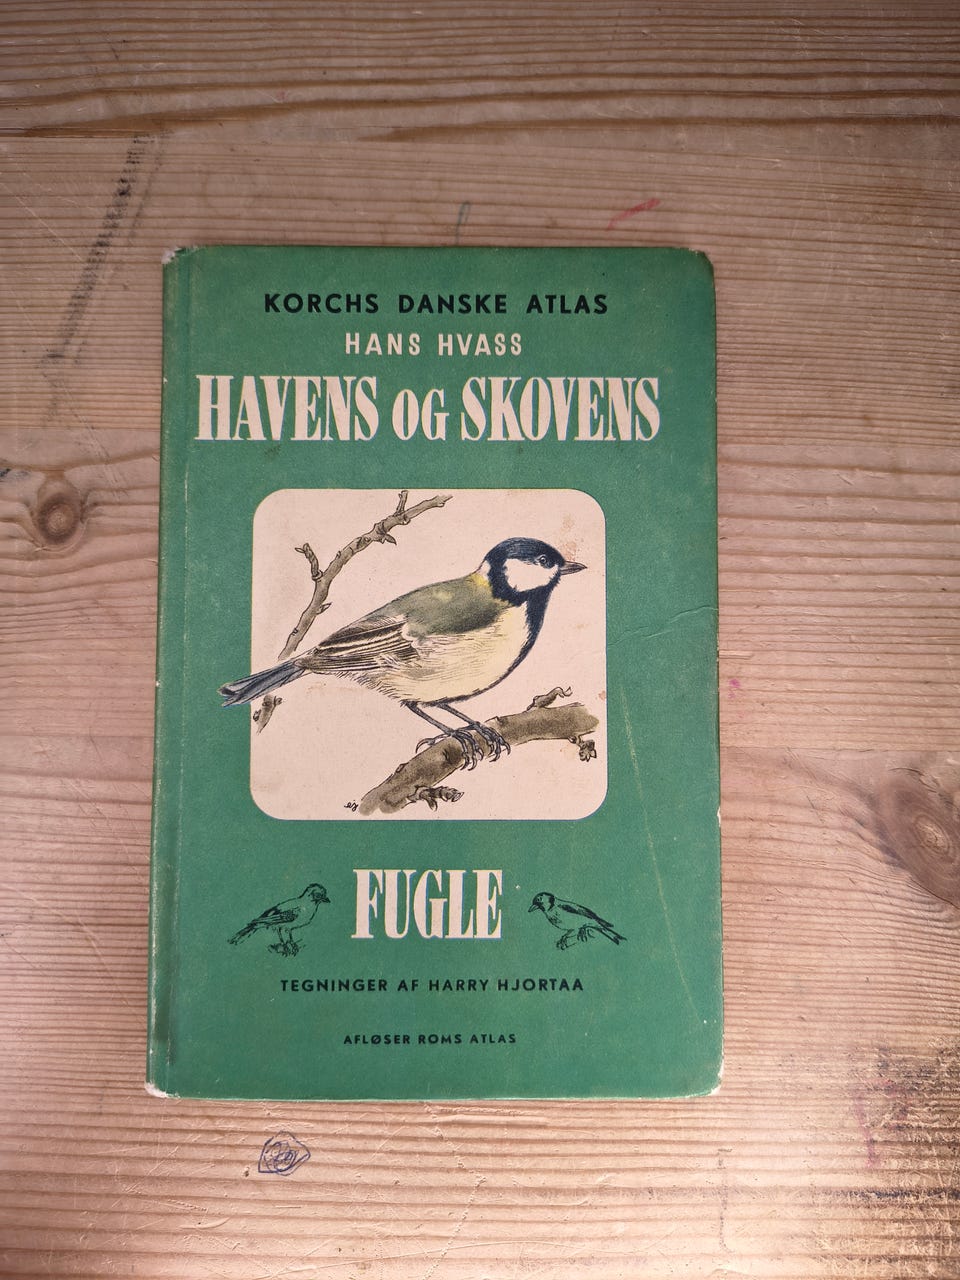 KORCHS DANSKE ATLAS
HANS HVASS
HAVENS OG SKOVENS
FUGLE
TEGNINGER AF HARRY HJORTAA
AFLØSER ROMS ATLAS